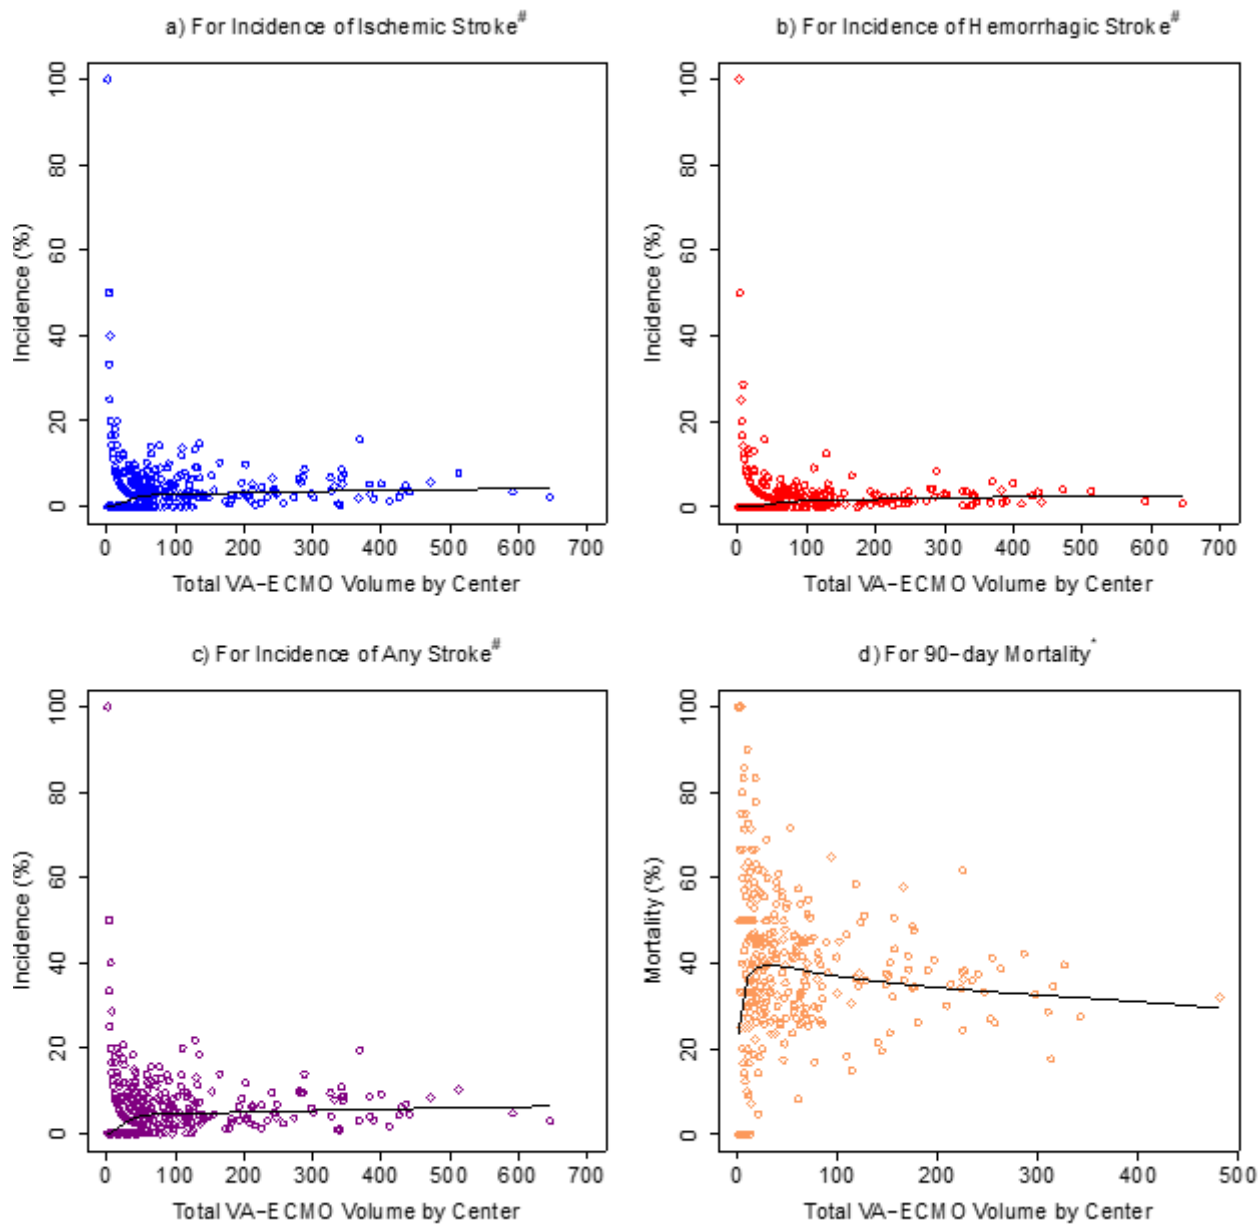 a) For Incidence of Ischemic Stroke#
b) For Incidence of Hemorrhagic Stroke#
Incidence (%)
100
80
60
40
20
0
0 100 200 300 400 500 600 700
Total VA-ECMO Volume by Center
Incidence (%)
100
80
60
40
20
0
0 100 200 300 400 500 600 700
Total VA-ECMO Volume by Center
c) For Incidence of Any Stroke#
d) For 90-day Mortality*
Incidence (%)
100
80
60
40
20
0
0 100 200 300 400 500 600 700
Total VA-ECMO Volume by Center
Mortality (%)
100
80
60
40
20
0
0 100 200 300 400 500
Total VA-ECMO Volume by Center